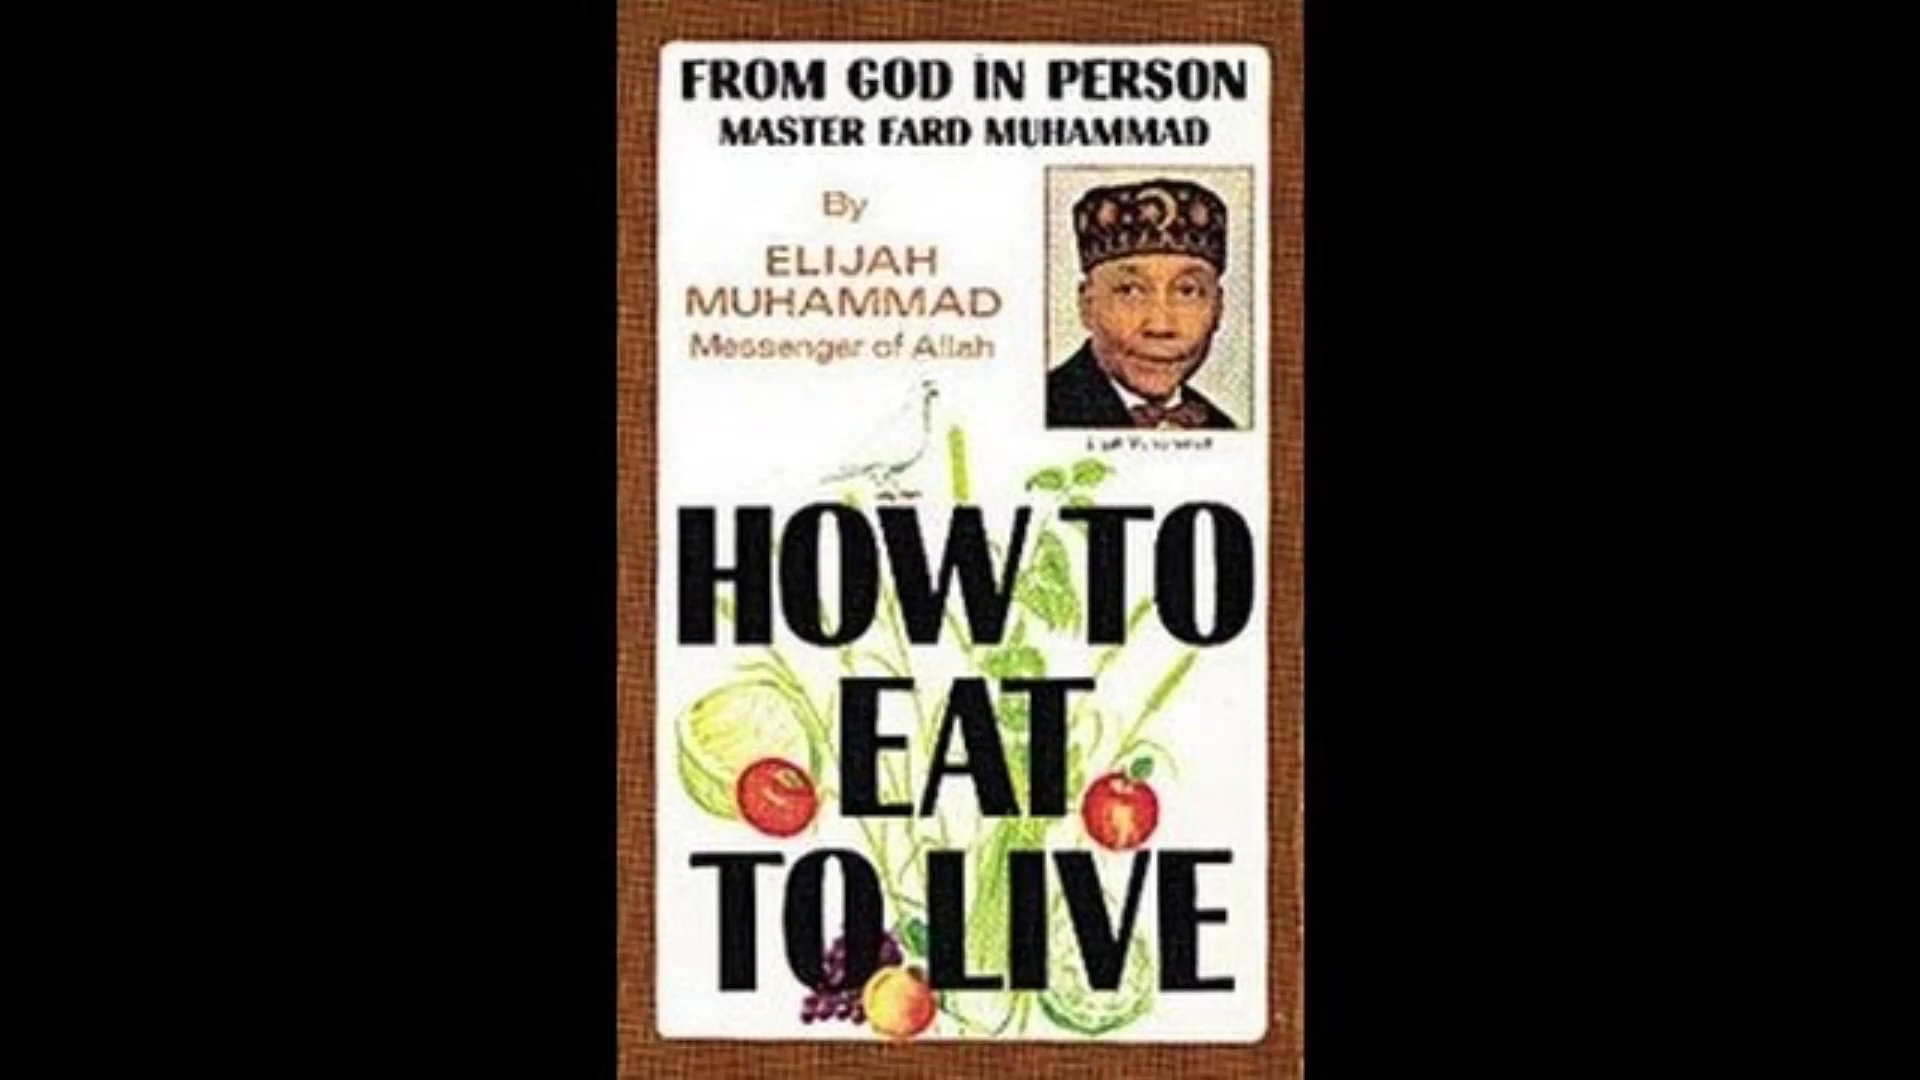 FROM GOD IN PERSON
MASTER FARD MUHAMMAD
By
ELIJAH
MUHAMMAD
Messenger of Allah
HOW TO
EAT
TO LIVE